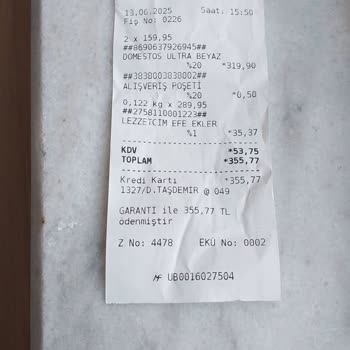 13.06.2025 Saat: 15:50
Fiş No: 0226
2 x 159,95
##8690637926945##
DOMESTOS ULTRA BEYAZ
%20 *319,90
##3838003838002##
ALIŞVERİŞ POŞETİ
%20 *0,50
0,122 kg x 289,95
##2758110001223##
LEZZETCİM EFE EKLER
%1 *35,37
KDV *53,75
TOPLAM *355,77
Kredi Kartı *355,77
1327/D.TAŞDEMİR @ 049
GARANTİ ile 355,77 TL
ödenmiştir
Z No: 4478 EKÜ No: 0002
MF UB0016027504